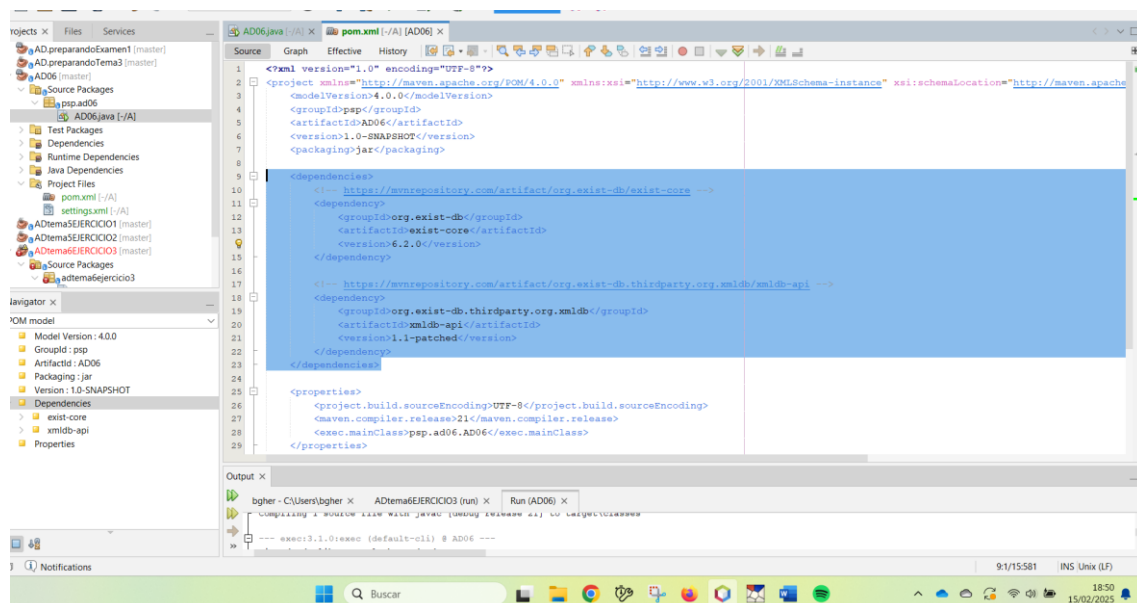 rojects × Files Services
AD.preparandoExamen1 [master]
AD.preparandoTema3 [master]
AD06 [master]
Source Packages
psp.ad06
AD06.java [-/A]
Test Packages
Dependencies
Runtime Dependencies
Java Dependencies
Project Files
pom.xml [-/A]
settings.xml [-/A]
ADtema5EJERCICIO1 [master]
ADtema5EJERCICIO2 [master]
ADtema6EJERCICIO3 [master]
Source Packages
adtema6ejercicio3
Navigator ×
POM model
Model Version : 4.0.0
GroupId : psp
ArtifactId : AD06
Packaging : jar
Version : 1.0-SNAPSHOT
Dependencies
exist-core
xmldb-api
Properties
AD06.java [-/A] × pom.xml [-/A] [AD06] ×
Source Graph Effective History
1 <?xml version="1.0" encoding="UTF-8"?>
2 <project xmlns="http://maven.apache.org/POM/4.0.0" xmlns:xsi="http://www.w3.org/2001/XMLSchema-instance" xsi:schemaLocation="http://maven.apache
3 <modelVersion>4.0.0</modelVersion>
4 <groupId>psp</groupId>
5 <artifactId>AD06</artifactId>
6 <version>1.0-SNAPSHOT</version>
7 <packaging>jar</packaging>
8
9 <dependencies>
10 <!-- https://mvnrepository.com/artifact/org.exist-db/exist-core -->
11 <dependency>
12 <groupId>org.exist-db</groupId>
13 <artifactId>exist-core</artifactId>
<version>6.2.0</version>
15 </dependency>
16
17 <!-- https://mvnrepository.com/artifact/org.exist-db.thirdparty.org.xmldb/xmldb-api -->
18 <dependency>
19 <groupId>org.exist-db.thirdparty.org.xmldb</groupId>
20 <artifactId>xmldb-api</artifactId>
21 <version>1.1-patched</version>
22 </dependency>
23 </dependencies>
24
25 <properties>
26 <project.build.sourceEncoding>UTF-8</project.build.sourceEncoding>
27 <maven.compiler.release>21</maven.compiler.release>
28 <exec.mainClass>psp.ad06.AD06</exec.mainClass>
29 </properties>
Output ×
bgher - C:\Users\bgher × ADtema6EJERCICIO3 (run) × Run (AD06) ×
Compiling 1 source file with javac [debug release 21] to target\classes
--- exec:3.1.0:exec (default-cli) @ AD06 ---
Notifications
9:1/15:581 INS Unix (LF)
Buscar
18:50
15/02/2025